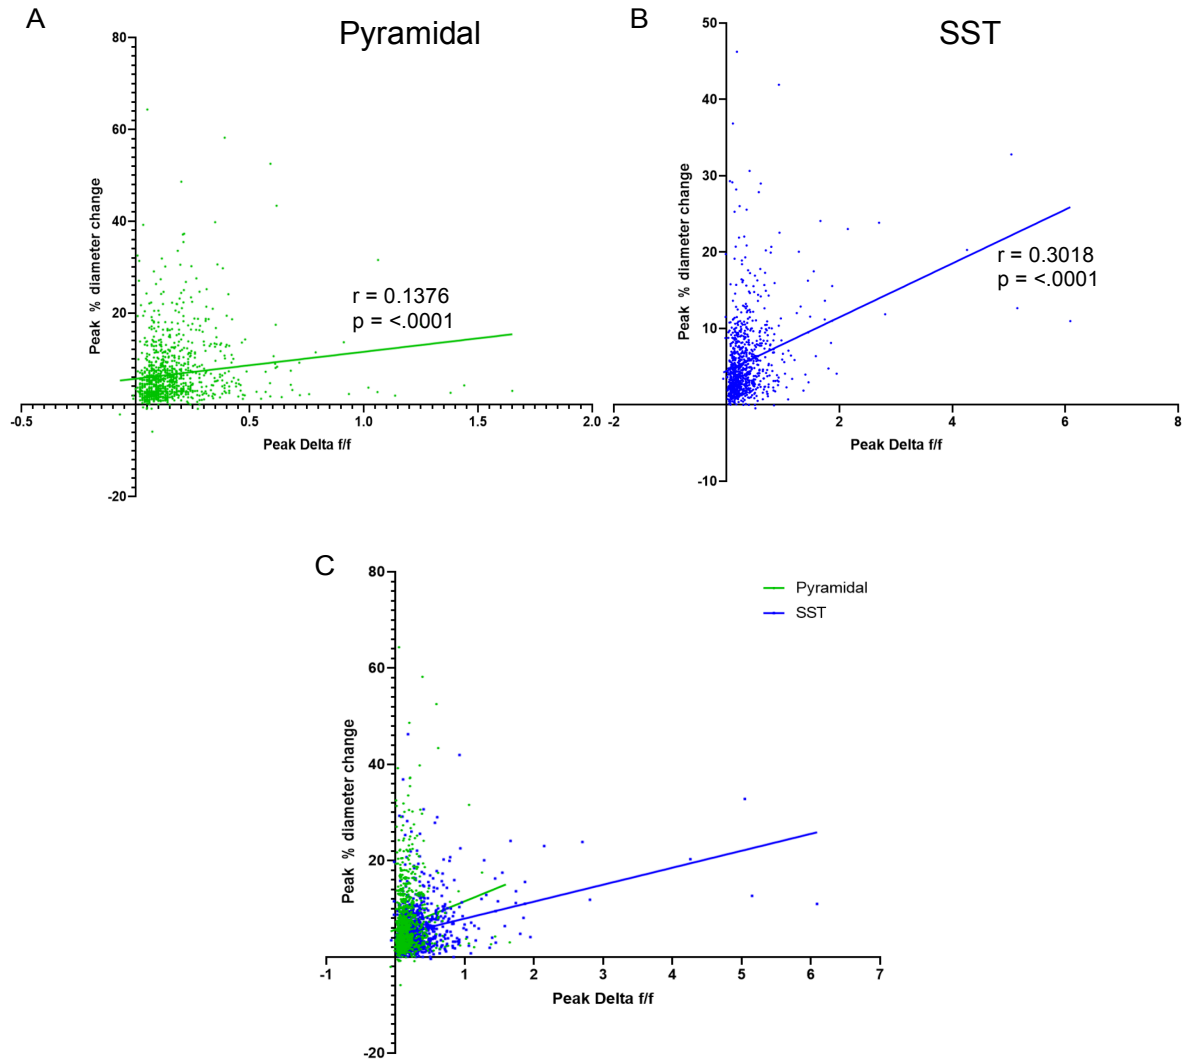 A
Pyramidal
80
60
40
20
-20
Peak % diameter change
r = 0.1376
p = <.0001
-0.5
0.5
1.0
1.5
2.0
Peak Delta f/f
B
SST
50
40
30
20
10
-10
Peak % diameter change
r = 0.3018
p = <.0001
-2
2
4
6
8
Peak Delta f/f
C
80
60
40
20
-20
Peak % diameter change
Pyramidal
SST
-1
1
2
3
4
5
6
7
Peak Delta f/f